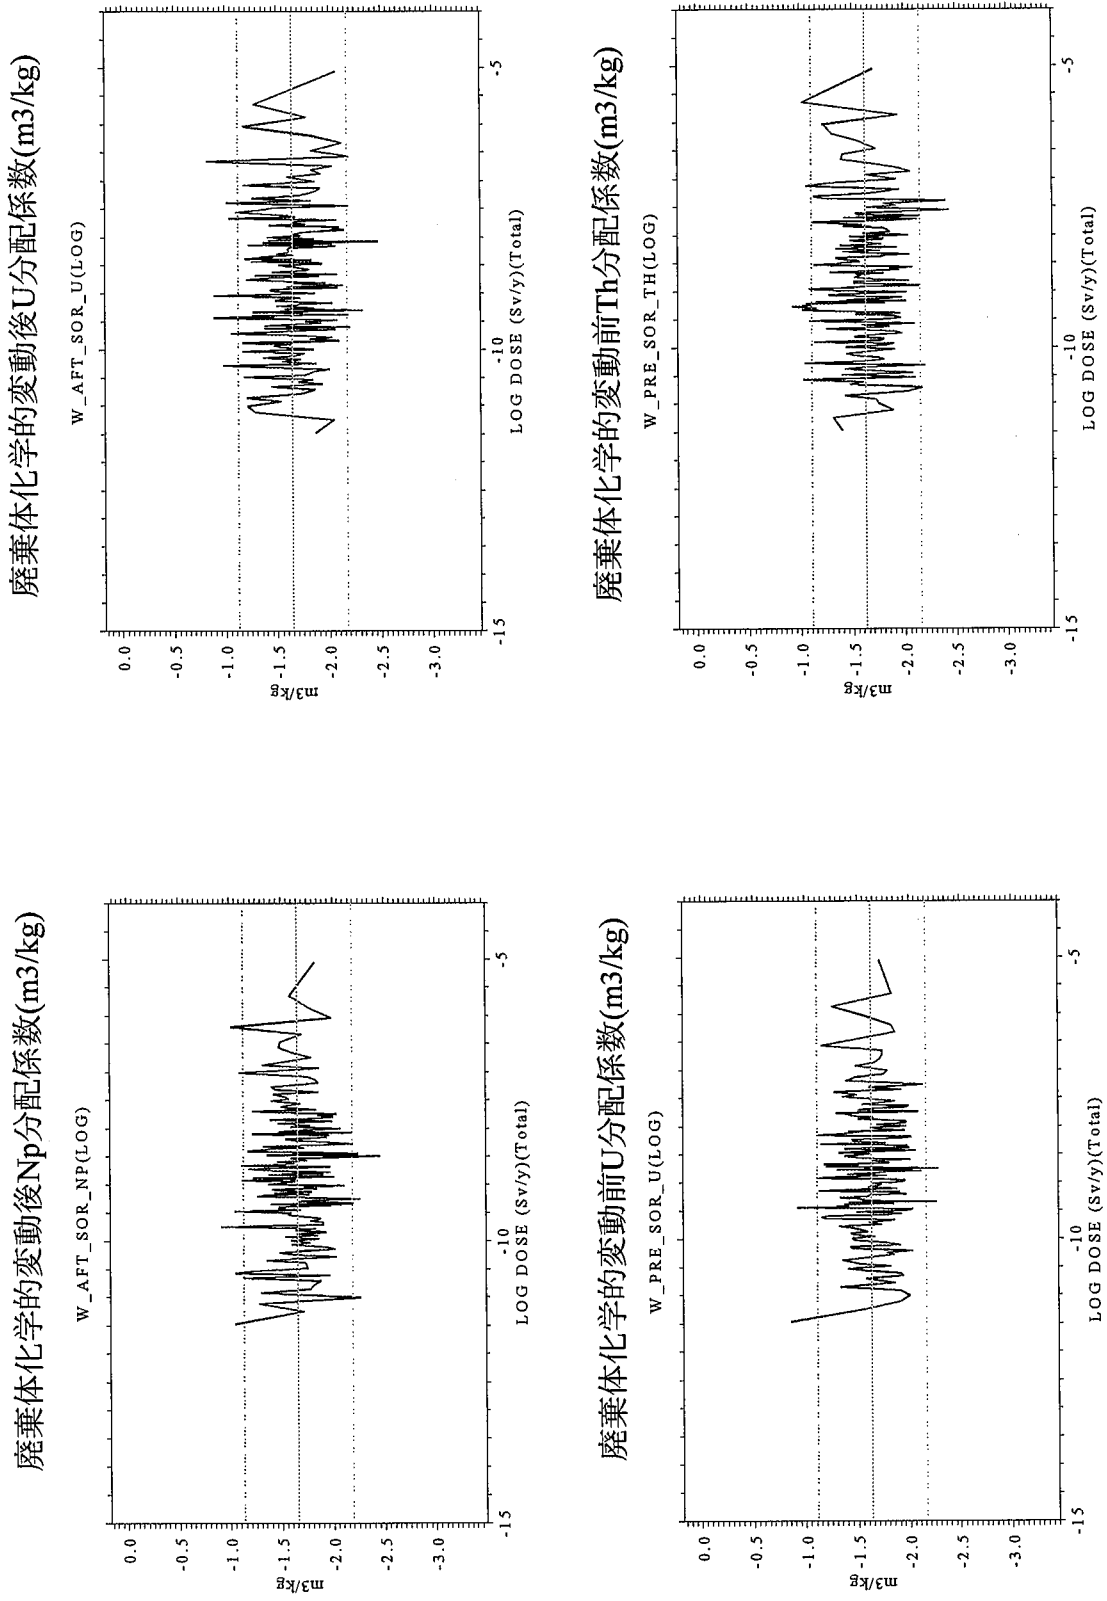 廃棄体化学的変動後Np分配係数(m3/kg)
W_AFT_SOR_NP(LOG)
0.0
-0.5
-1.0
-1.5
-2.0
-2.5
-3.0
m3/kg
-15
-10
-5
LOG DOSE (Sv/y)(Total)
廃棄体化学的変動後U分配係数(m3/kg)
W_AFT_SOR_U(LOG)
0.0
-0.5
-1.0
-1.5
-2.0
-2.5
-3.0
m3/kg
-15
-10
-5
LOG DOSE (Sv/y)(Total)
廃棄体化学的変動前U分配係数(m3/kg)
W_PRE_SOR_U(LOG)
0.0
-0.5
-1.0
-1.5
-2.0
-2.5
-3.0
m3/kg
-15
-10
-5
LOG DOSE (Sv/y)(Total)
廃棄体化学的変動前Th分配係数(m3/kg)
W_PRE_SOR_TH(LOG)
0.0
-0.5
-1.0
-1.5
-2.0
-2.5
-3.0
m3/kg
-15
-10
-5
LOG DOSE (Sv/y)(Total)